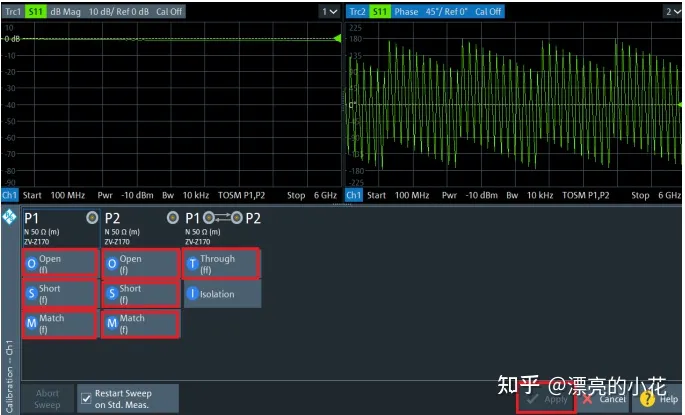 Trc1 S11 dB Mag 10 dB/ Ref 0 dB Cal Off 1
10
0 dB
-10
-20
-30
-40
-50
-60
-70
-80
-90
Ch1 Start 100 MHz Pwr -10 dBm Bw 10 kHz TOSM P1,P2 Stop 6 GHz
Trc2 S11 Phase 45°/ Ref 0° Cal Off 2
225
180
135
90
45
0°
-45
-90
-135
-180
-225
Ch1 Start 100 MHz Pwr -10 dBm Bw 10 kHz TOSM P1,P2 Stop 6 GHz
P1 P2 P1 P2
N 50 Ω (m) N 50 Ω (m) N 50 Ω (m)
ZV-Z170 ZV-Z170 ZV-Z170
O Open (f) O Open (f) T Through (ff)
S Short (f) S Short (f) I Isolation
M Match (f) M Match (f)
Calibration – Ch1
Abort Sweep
Restart Sweep on Std. Meas.
Apply Cancel ? Help
知乎 @漂亮的小花